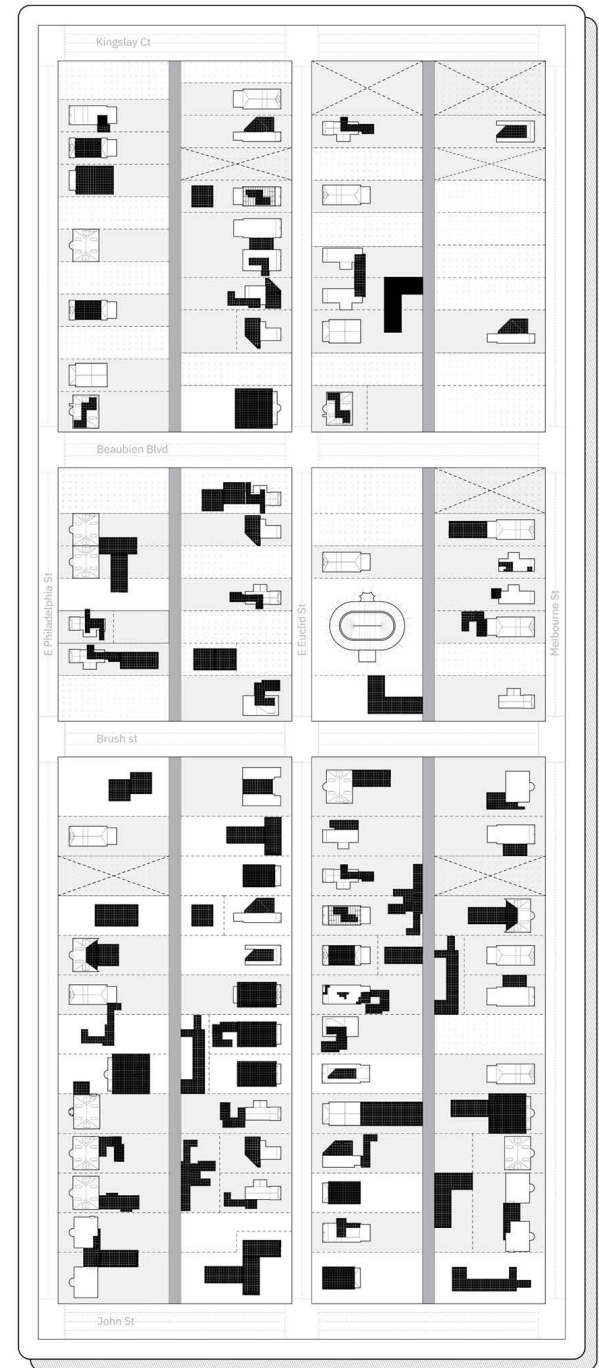 Kingslay Ct
Beaubien Blvd
E Philadelphia St
E Euclid St
Melbourne St
Brush st
John St